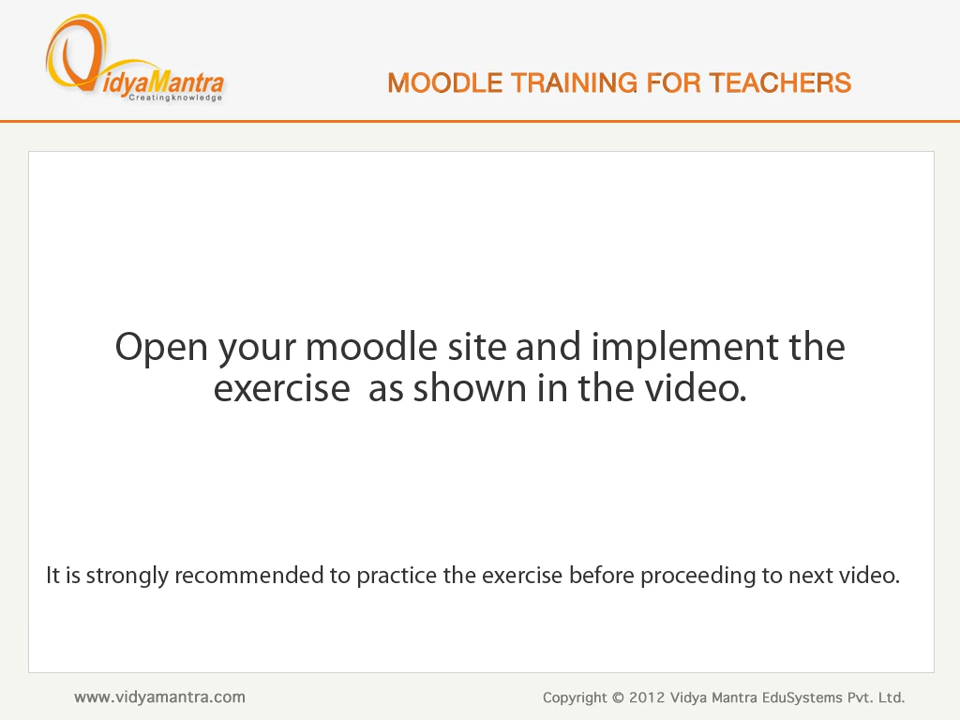 VidyaMantra
Creatingknowledge
MOODLE TRAINING FOR TEACHERS
Open your moodle site and implement the
exercise  as shown in the video.
It is strongly recommended to practice the exercise before proceeding to next video.
www.vidyamantra.com
Copyright © 2012 Vidya Mantra EduSystems Pvt. Ltd.